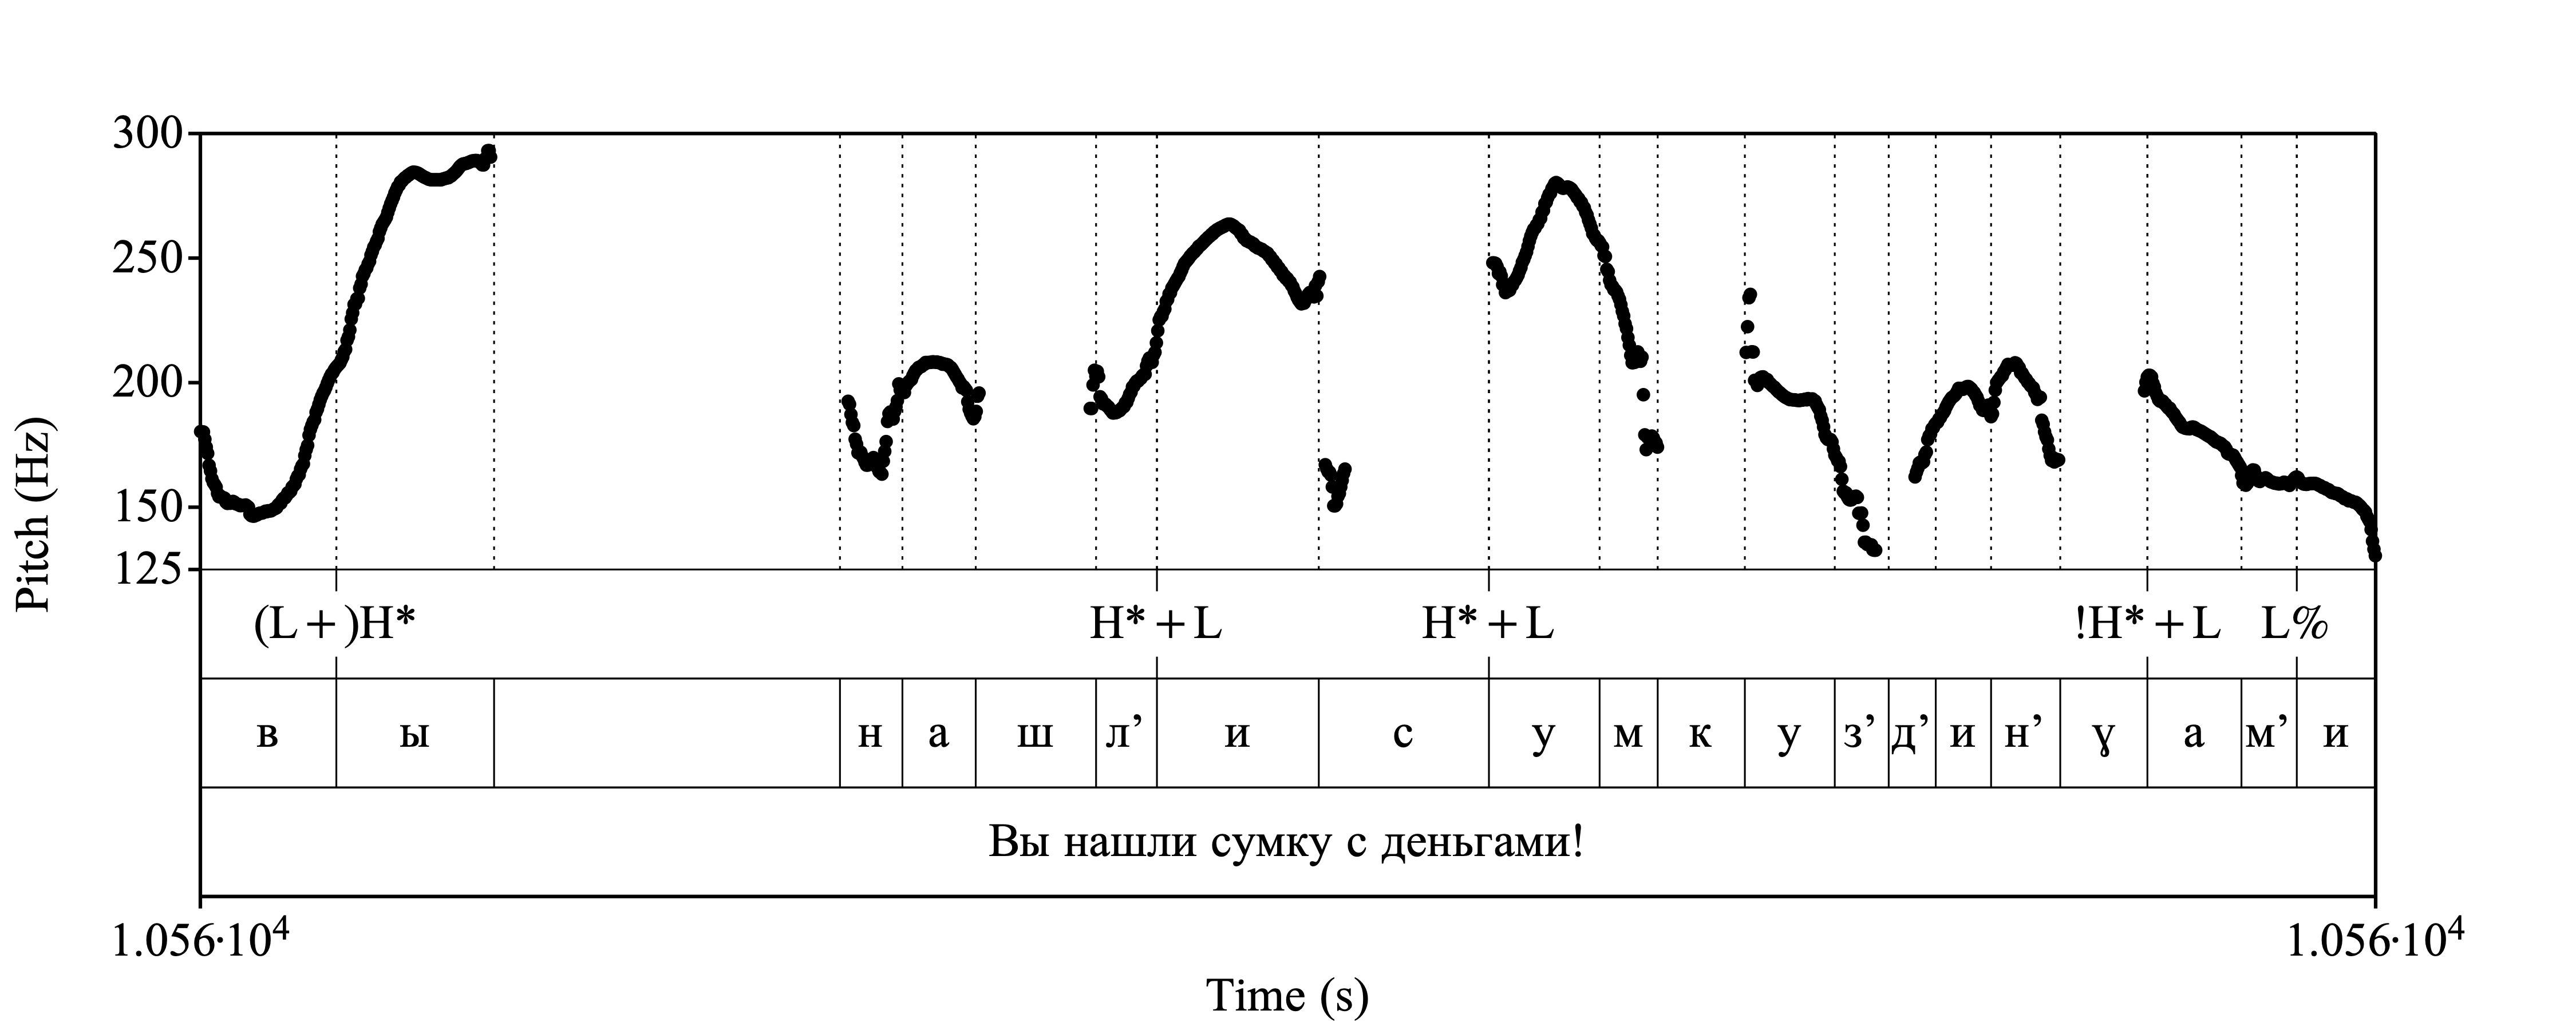 300
250
200
150
125
Pitch (Hz)
(L+)H* H*+L H*+L !H*+L L%
в ы н а ш л’ и с у м к у з’ д’ и н’ ɣ а м’ и
Вы нашли сумку с деньгами!
1.056·10⁴ 1.056·10⁴
Time (s)